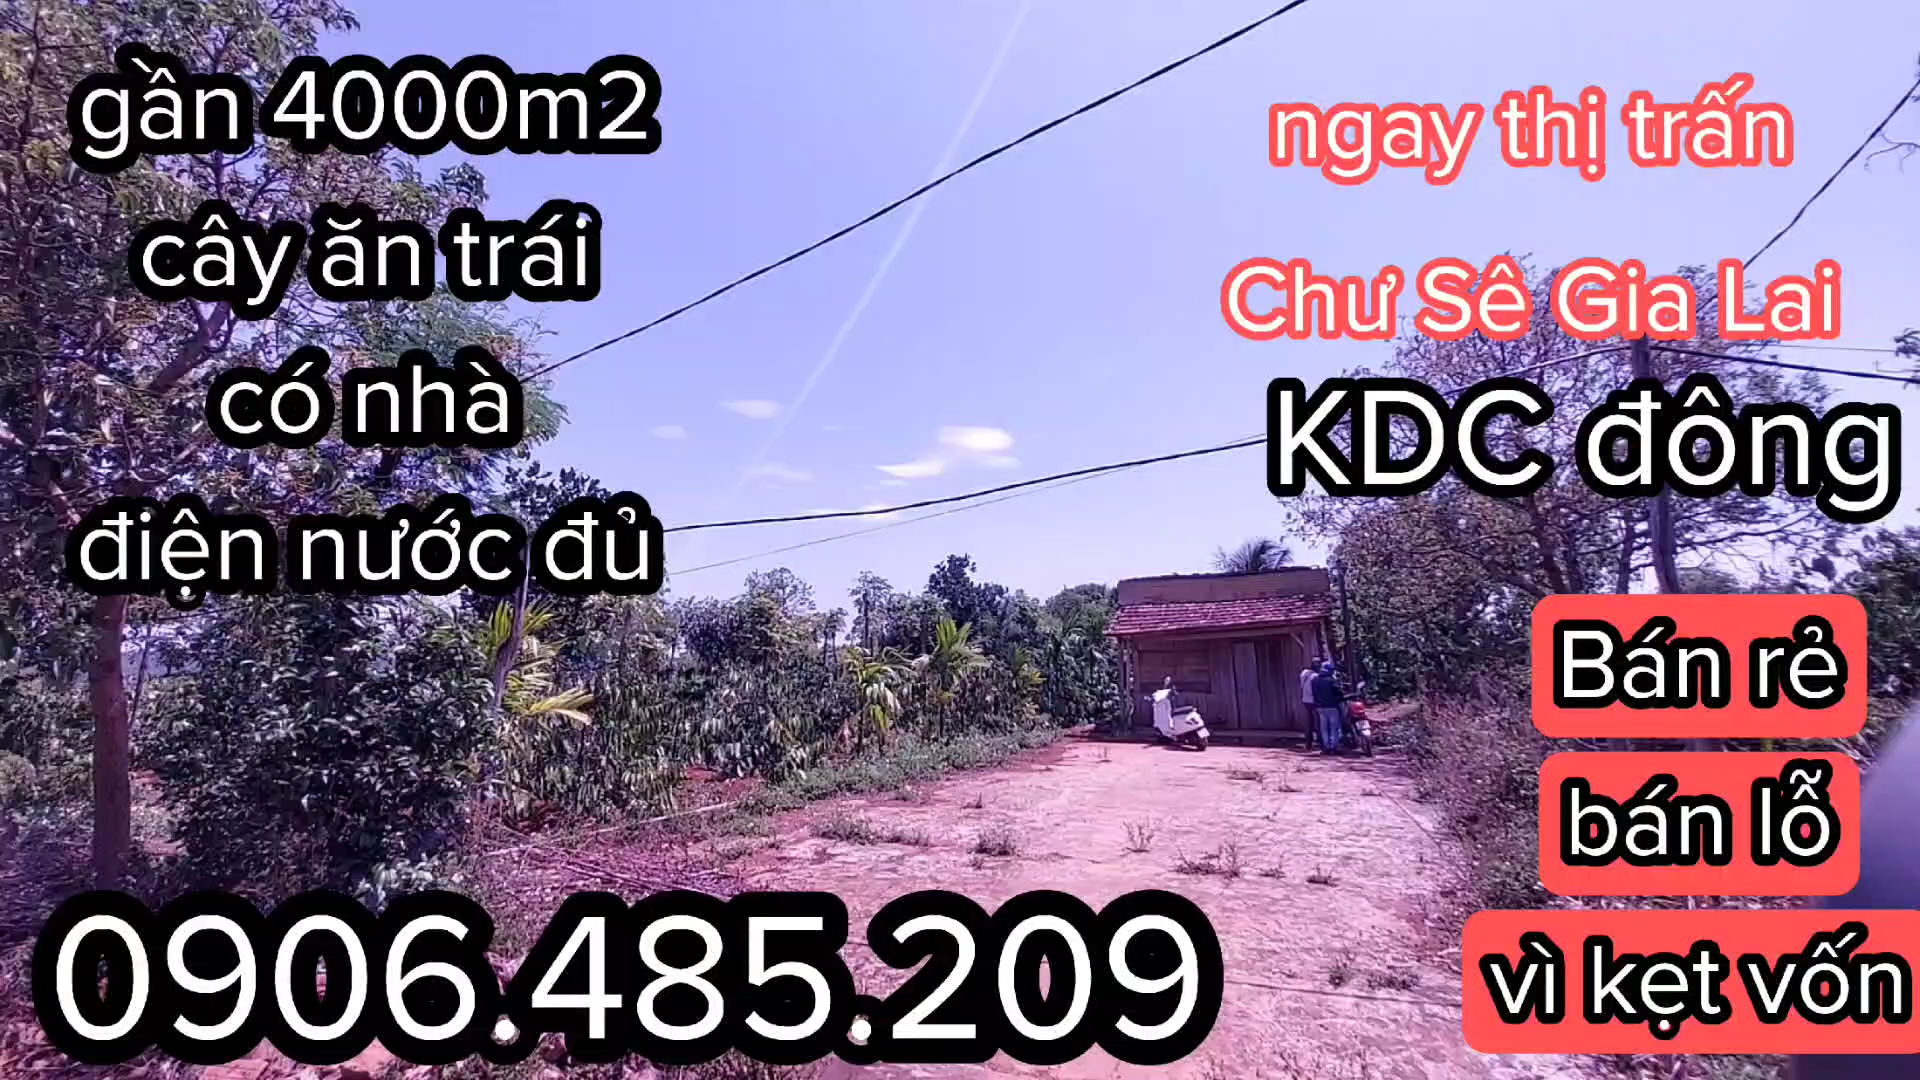 gần 4000m2
cây ăn trái
có nhà
điện nước đủ
ngay thị trấn
Chư Sê Gia Lai
KDC đông
Bán rẻ
bán lỗ
vì kẹt vốn
0906.485.209